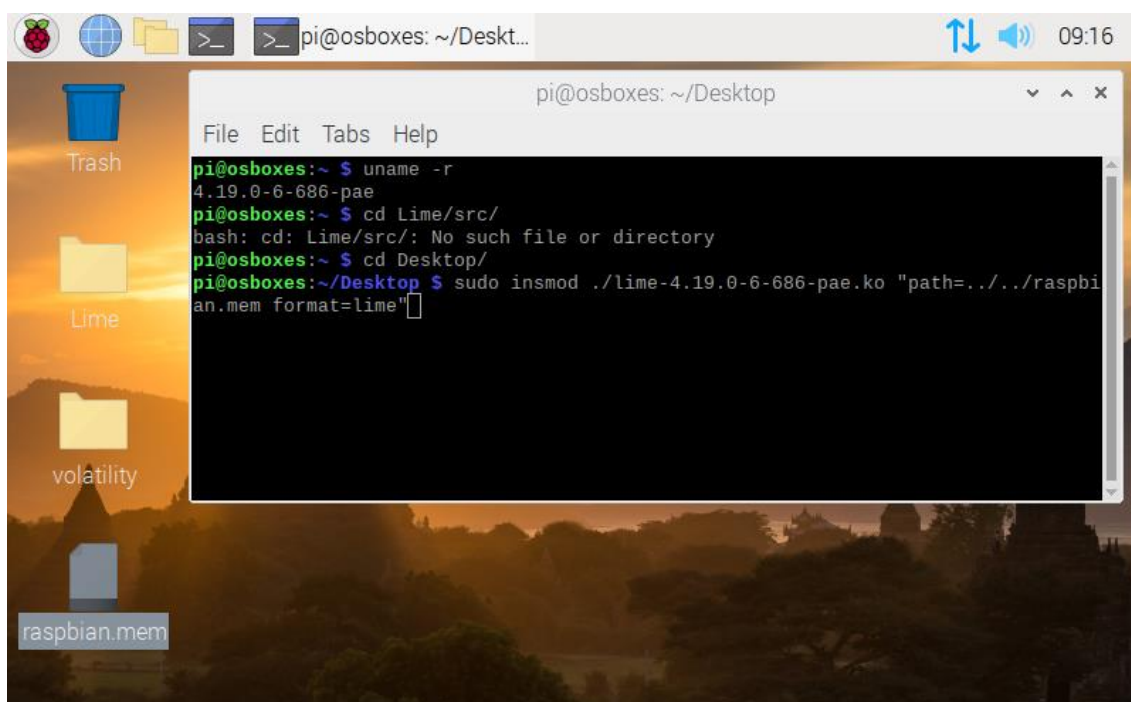 pi@osboxes: ~/Deskt...
09:16
pi@osboxes: ~/Desktop
File Edit Tabs Help
Trash
pi@osboxes:~ $ uname -r
4.19.0-6-686-pae
pi@osboxes:~ $ cd Lime/src/
bash: cd: Lime/src/: No such file or directory
pi@osboxes:~ $ cd Desktop/
pi@osboxes:~/Desktop $ sudo insmod ./lime-4.19.0-6-686-pae.ko "path=../../raspbi
an.mem format=lime"
Lime
volatility
raspbian.mem